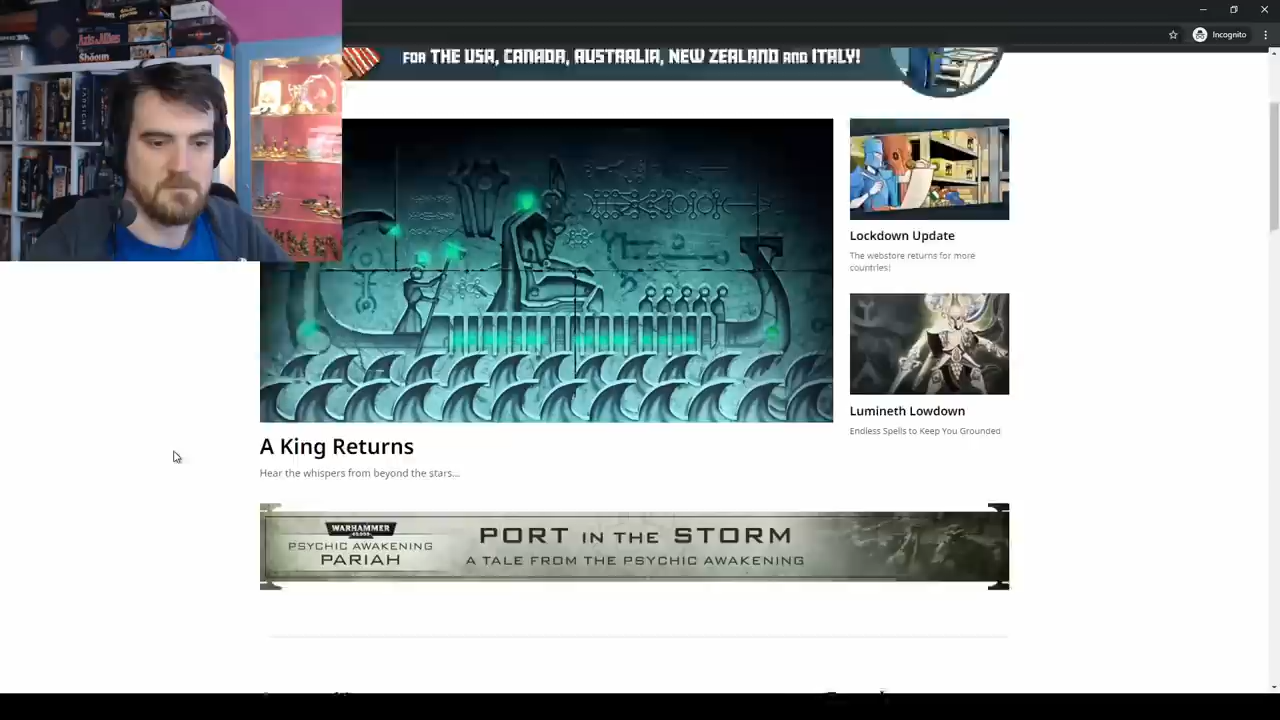 Incognito
FOR THE USA, CANADA, AUSTRALIA, NEW ZEALAND AND ITALY!
Lockdown Update
The webstore returns for more
countries!
Lumineth Lowdown
Endless Spells to Keep You Grounded
A King Returns
Hear the whispers from beyond the stars...
WARHAMMER
40,000
PSYCHIC AWAKENING
PARIAH
PORT IN THE STORM
A TALE FROM THE PSYCHIC AWAKENING